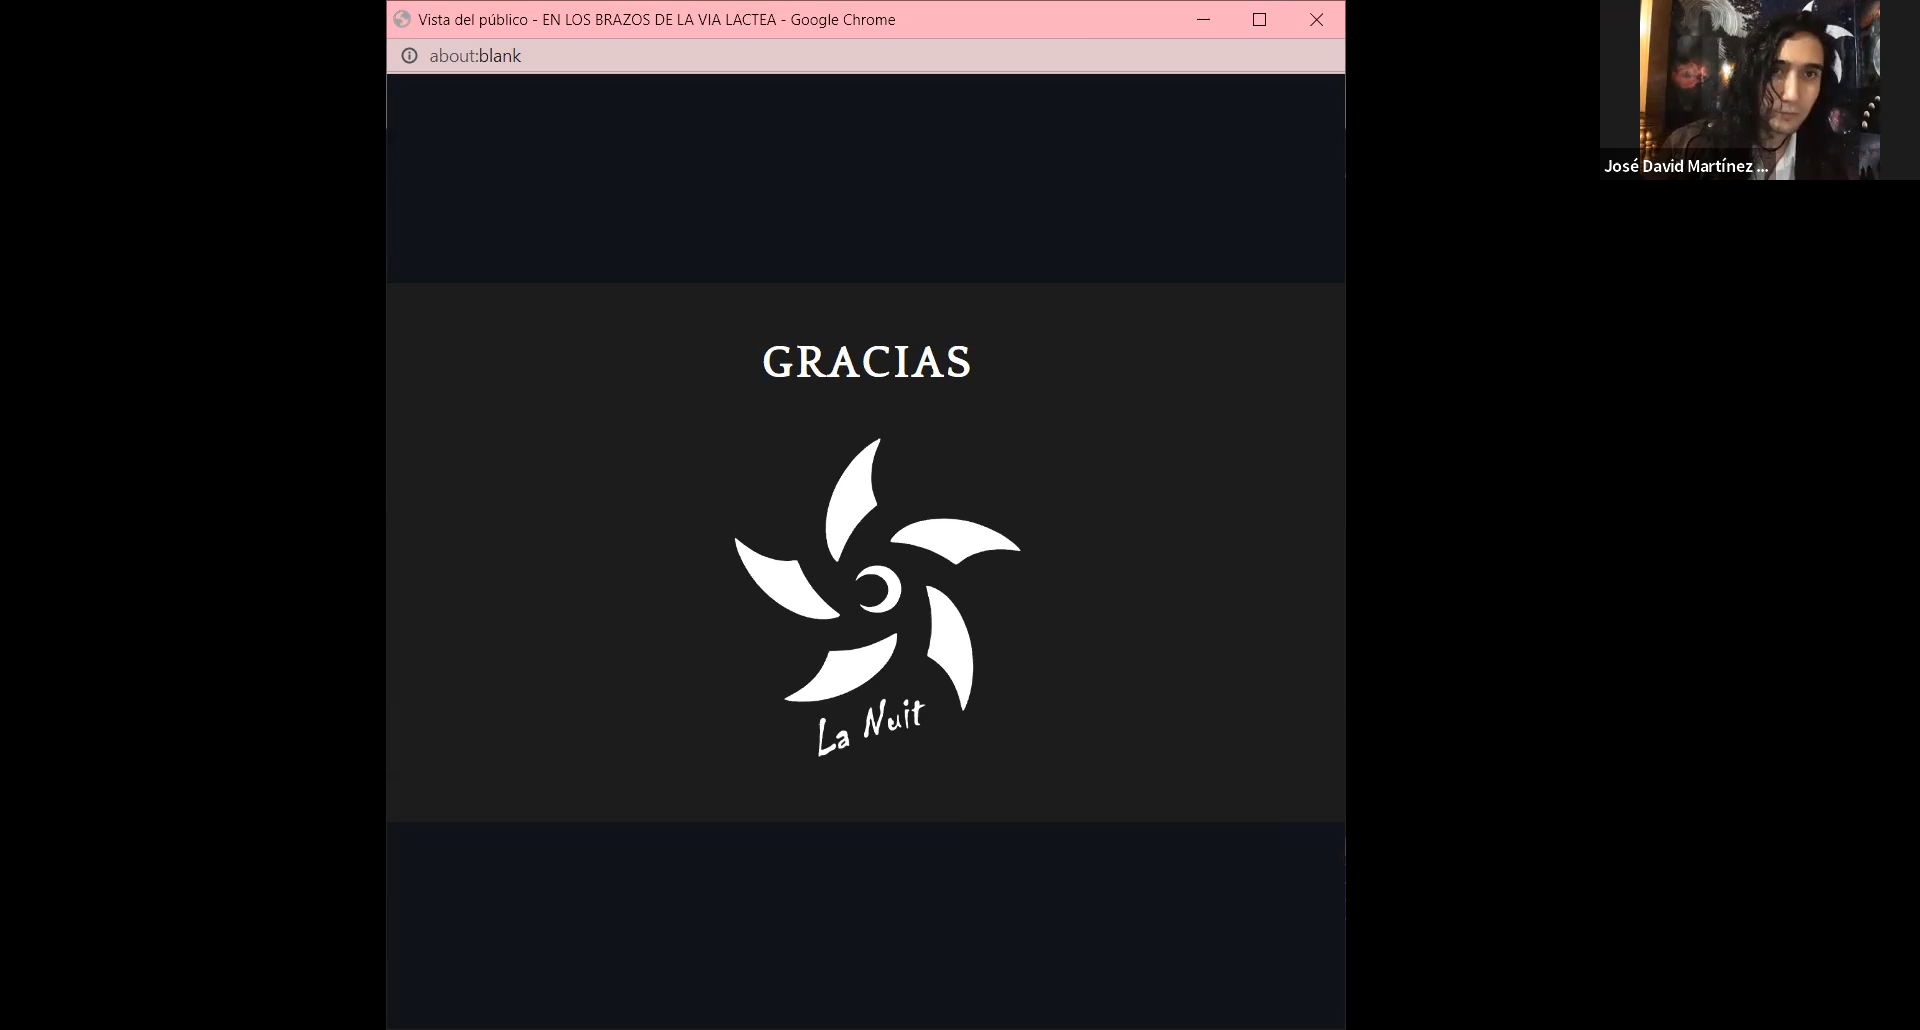 Vista del público - EN LOS BRAZOS DE LA VIA LACTEA - Google Chrome
about:blank
José David Martínez ...
GRACIAS
La Nuit